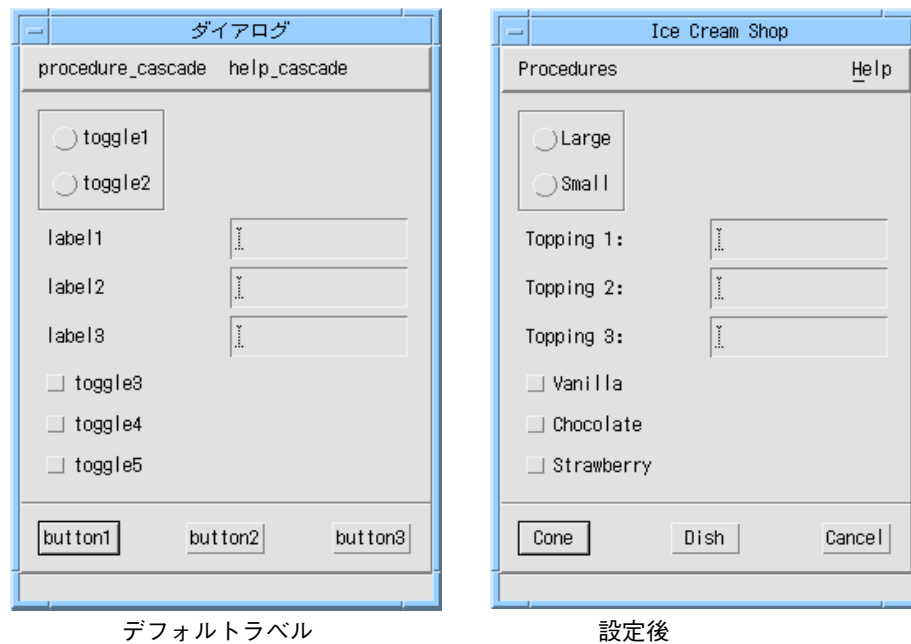 ダイアログ
procedure_cascade help_cascade
toggle1
toggle2
label1
label2
label3
toggle3
toggle4
toggle5
button1 button2 button3
デフォルトラベル
Ice Cream Shop
Procedures Help
Large
Small
Topping 1:
Topping 2:
Topping 3:
Vanilla
Chocolate
Strawberry
Cone Dish Cancel
設定後